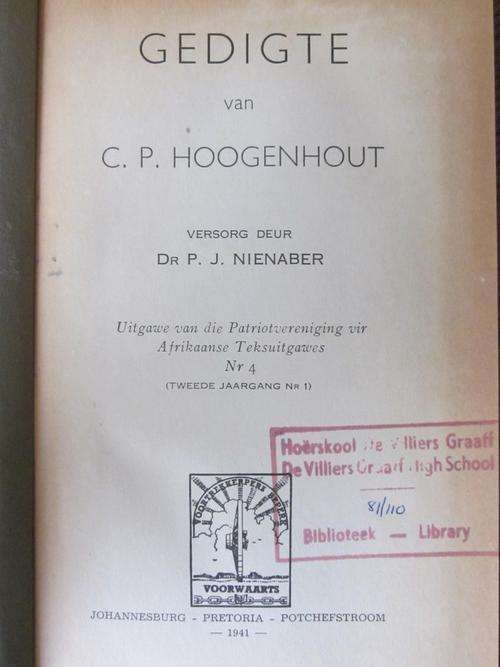 GEDIGTE
van
C. P. HOOGENHOUT
VERSORG DEUR
DR P. J. NIENABER
Uitgawe van die Patriotvereniging vir
Afrikaanse Teksuitgawes
Nr 4
(TWEEDE JAARGANG NR 1)
Hoërskool de Villiers Graaff
De Villiers Graaff High School
81/110
Biblioteek — Library
VOORTREKKERPERS BEPERK
VOORWAARTS
JOHANNESBURG - PRETORIA - POTCHEFSTROOM
— 1941 —